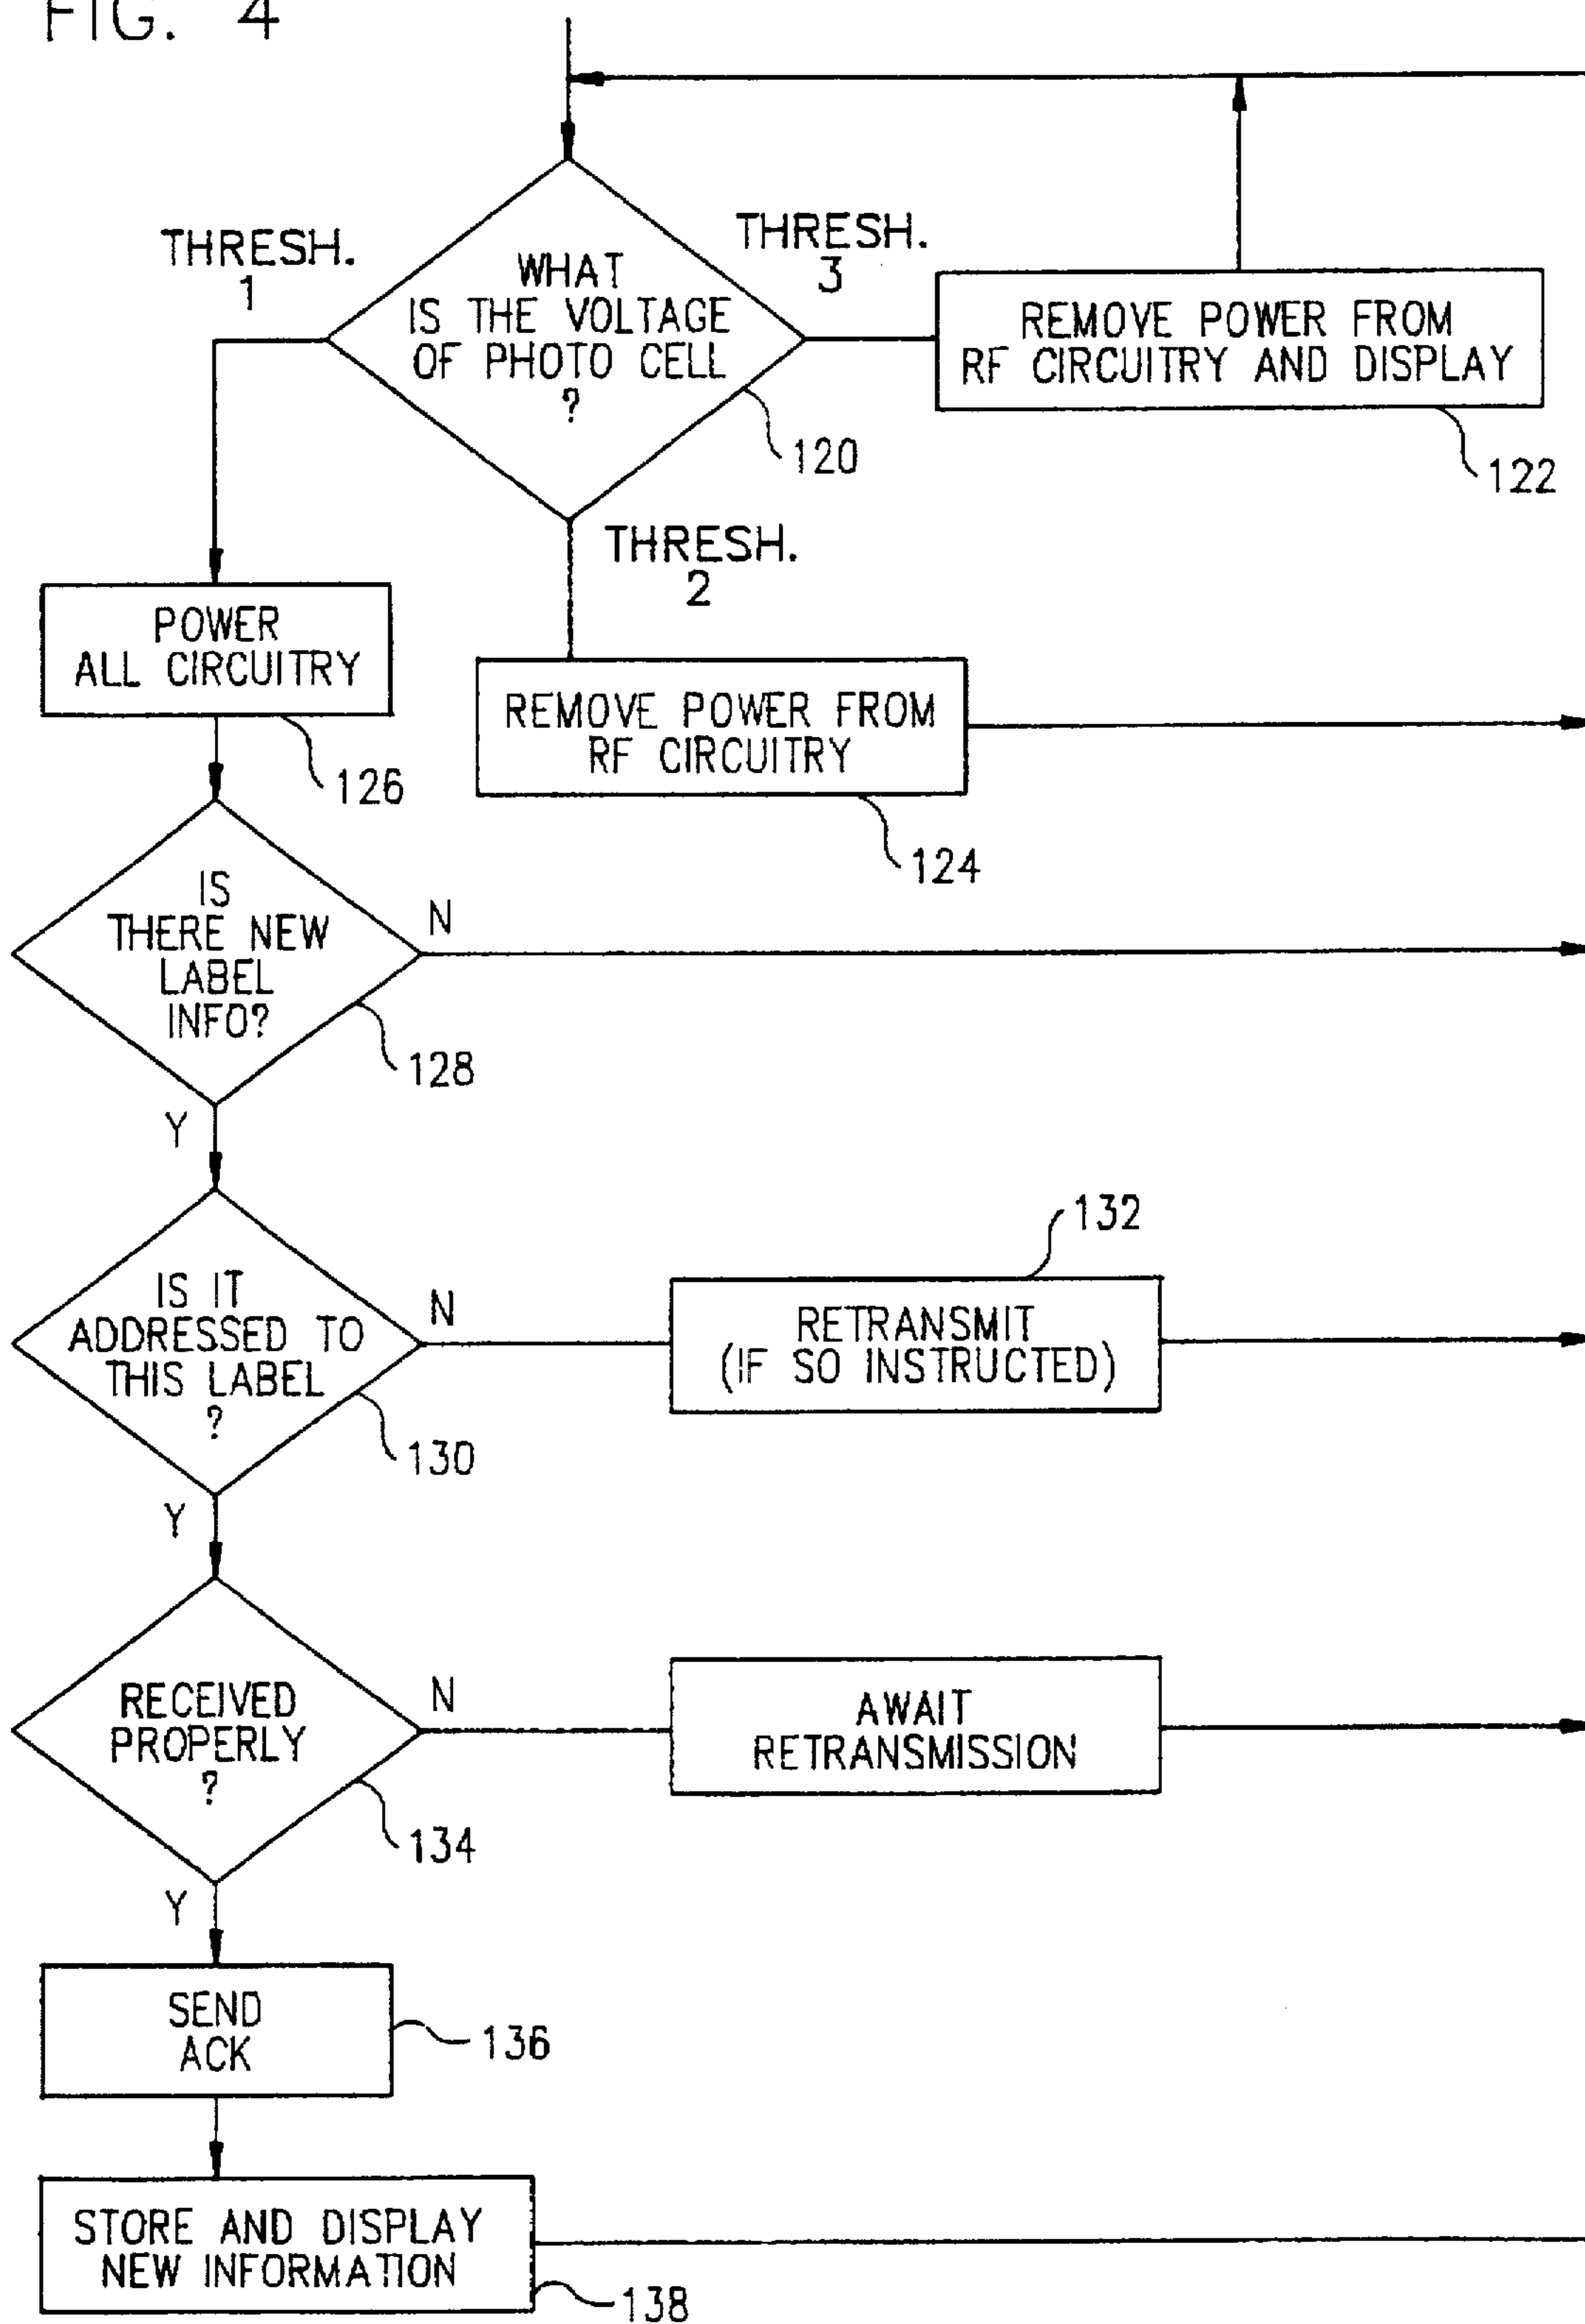 FIG. 4
THRESH.
1
WHAT
IS THE VOLTAGE
OF PHOTO CELL
?
THRESH.
3
REMOVE POWER FROM
RF CIRCUITRY AND DISPLAY
120
122
THRESH.
2
POWER
ALL CIRCUITRY
126
REMOVE POWER FROM
RF CIRCUITRY
124
IS
THERE NEW
LABEL
INFO?
N
128
Y
IS IT
ADDRESSED TO
THIS LABEL
?
N
130
132
RETRANSMIT
(IF SO INSTRUCTED)
Y
RECEIVED
PROPERLY
?
N
134
AWAIT
RETRANSMISSION
Y
SEND
ACK
136
STORE AND DISPLAY
NEW INFORMATION
138